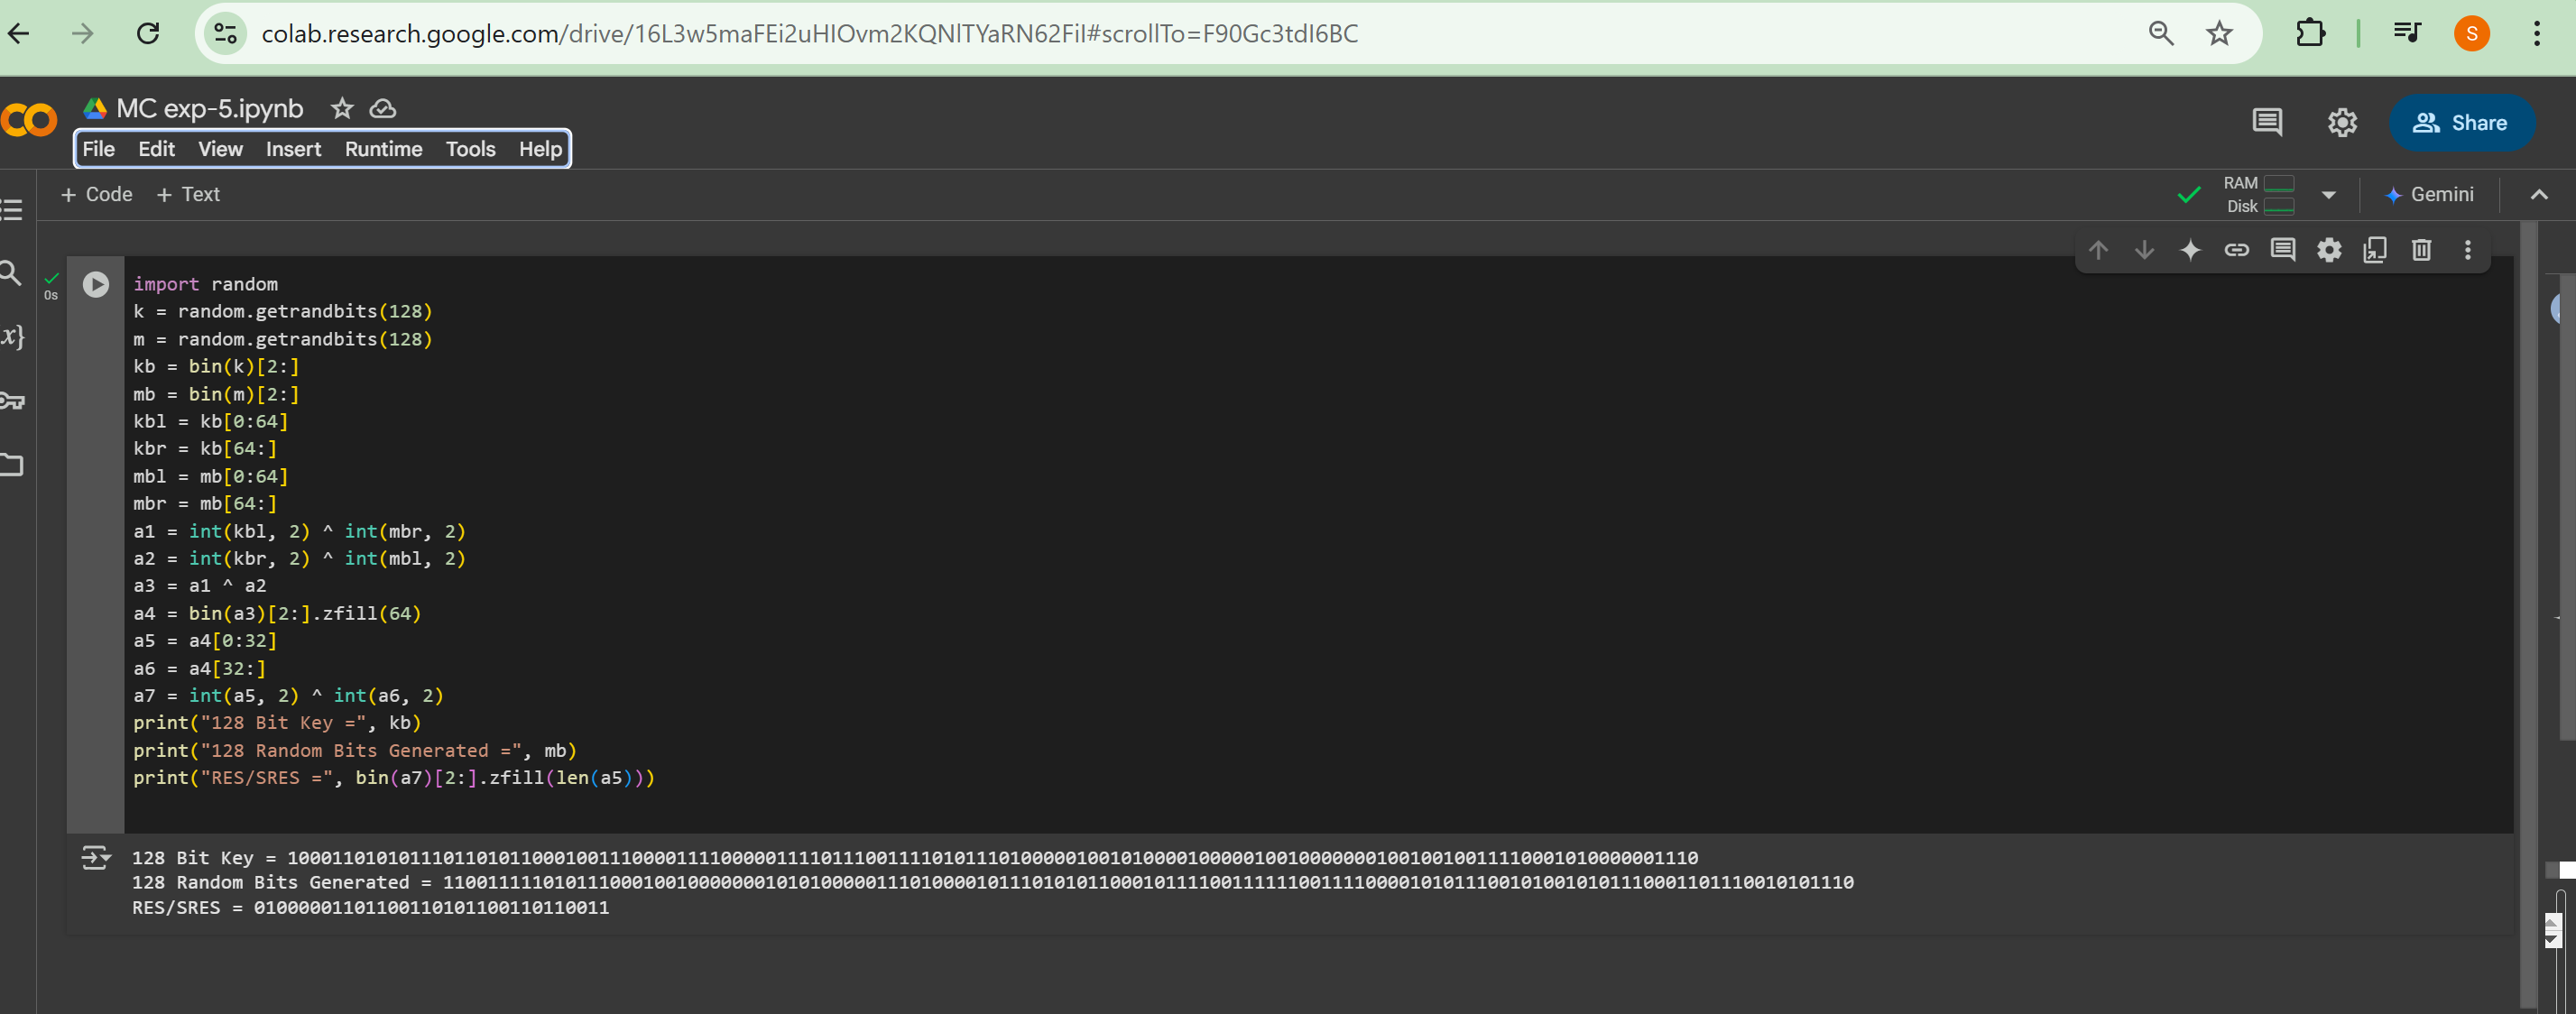 colab.research.google.com/drive/16L3w5maFEi2uHIOvm2KQNlTYaRN62FiI#scrollTo=F90Gc3tdI6BC
S
MC exp-5.ipynb
File Edit View Insert Runtime Tools Help
Share
+ Code + Text
RAM
Disk
Gemini
0s
{x}
import random
k = random.getrandbits(128)
m = random.getrandbits(128)
kb = bin(k)[2:]
mb = bin(m)[2:]
kbl = kb[0:64]
kbr = kb[64:]
mbl = mb[0:64]
mbr = mb[64:]
a1 = int(kbl, 2) ^ int(mbr, 2)
a2 = int(kbr, 2) ^ int(mbl, 2)
a3 = a1 ^ a2
a4 = bin(a3)[2:].zfill(64)
a5 = a4[0:32]
a6 = a4[32:]
a7 = int(a5, 2) ^ int(a6, 2)
print("128 Bit Key =", kb)
print("128 Random Bits Generated =", mb)
print("RES/SRES =", bin(a7)[2:].zfill(len(a5)))
128 Bit Key = 1000110101011101101011000100111000011110000011110111001111010111010000010010100001000001001000000010010010011110001010000001110
128 Random Bits Generated = 11001111101011100010010000000010101000001110100001011101010110001011110011111100111100001010111001010010101110001101110010101110
RES/SRES = 01000001101100110101100110110011